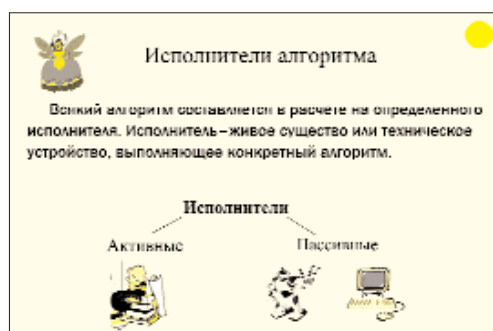 Исполнители алгоритма
Всякий алгоритм составляется в расчете на определенного
исполнителя. Исполнитель – живое существо или техническое
устройство, выполняющее конкретный алгоритм.
Исполнители
Активные Пассивные